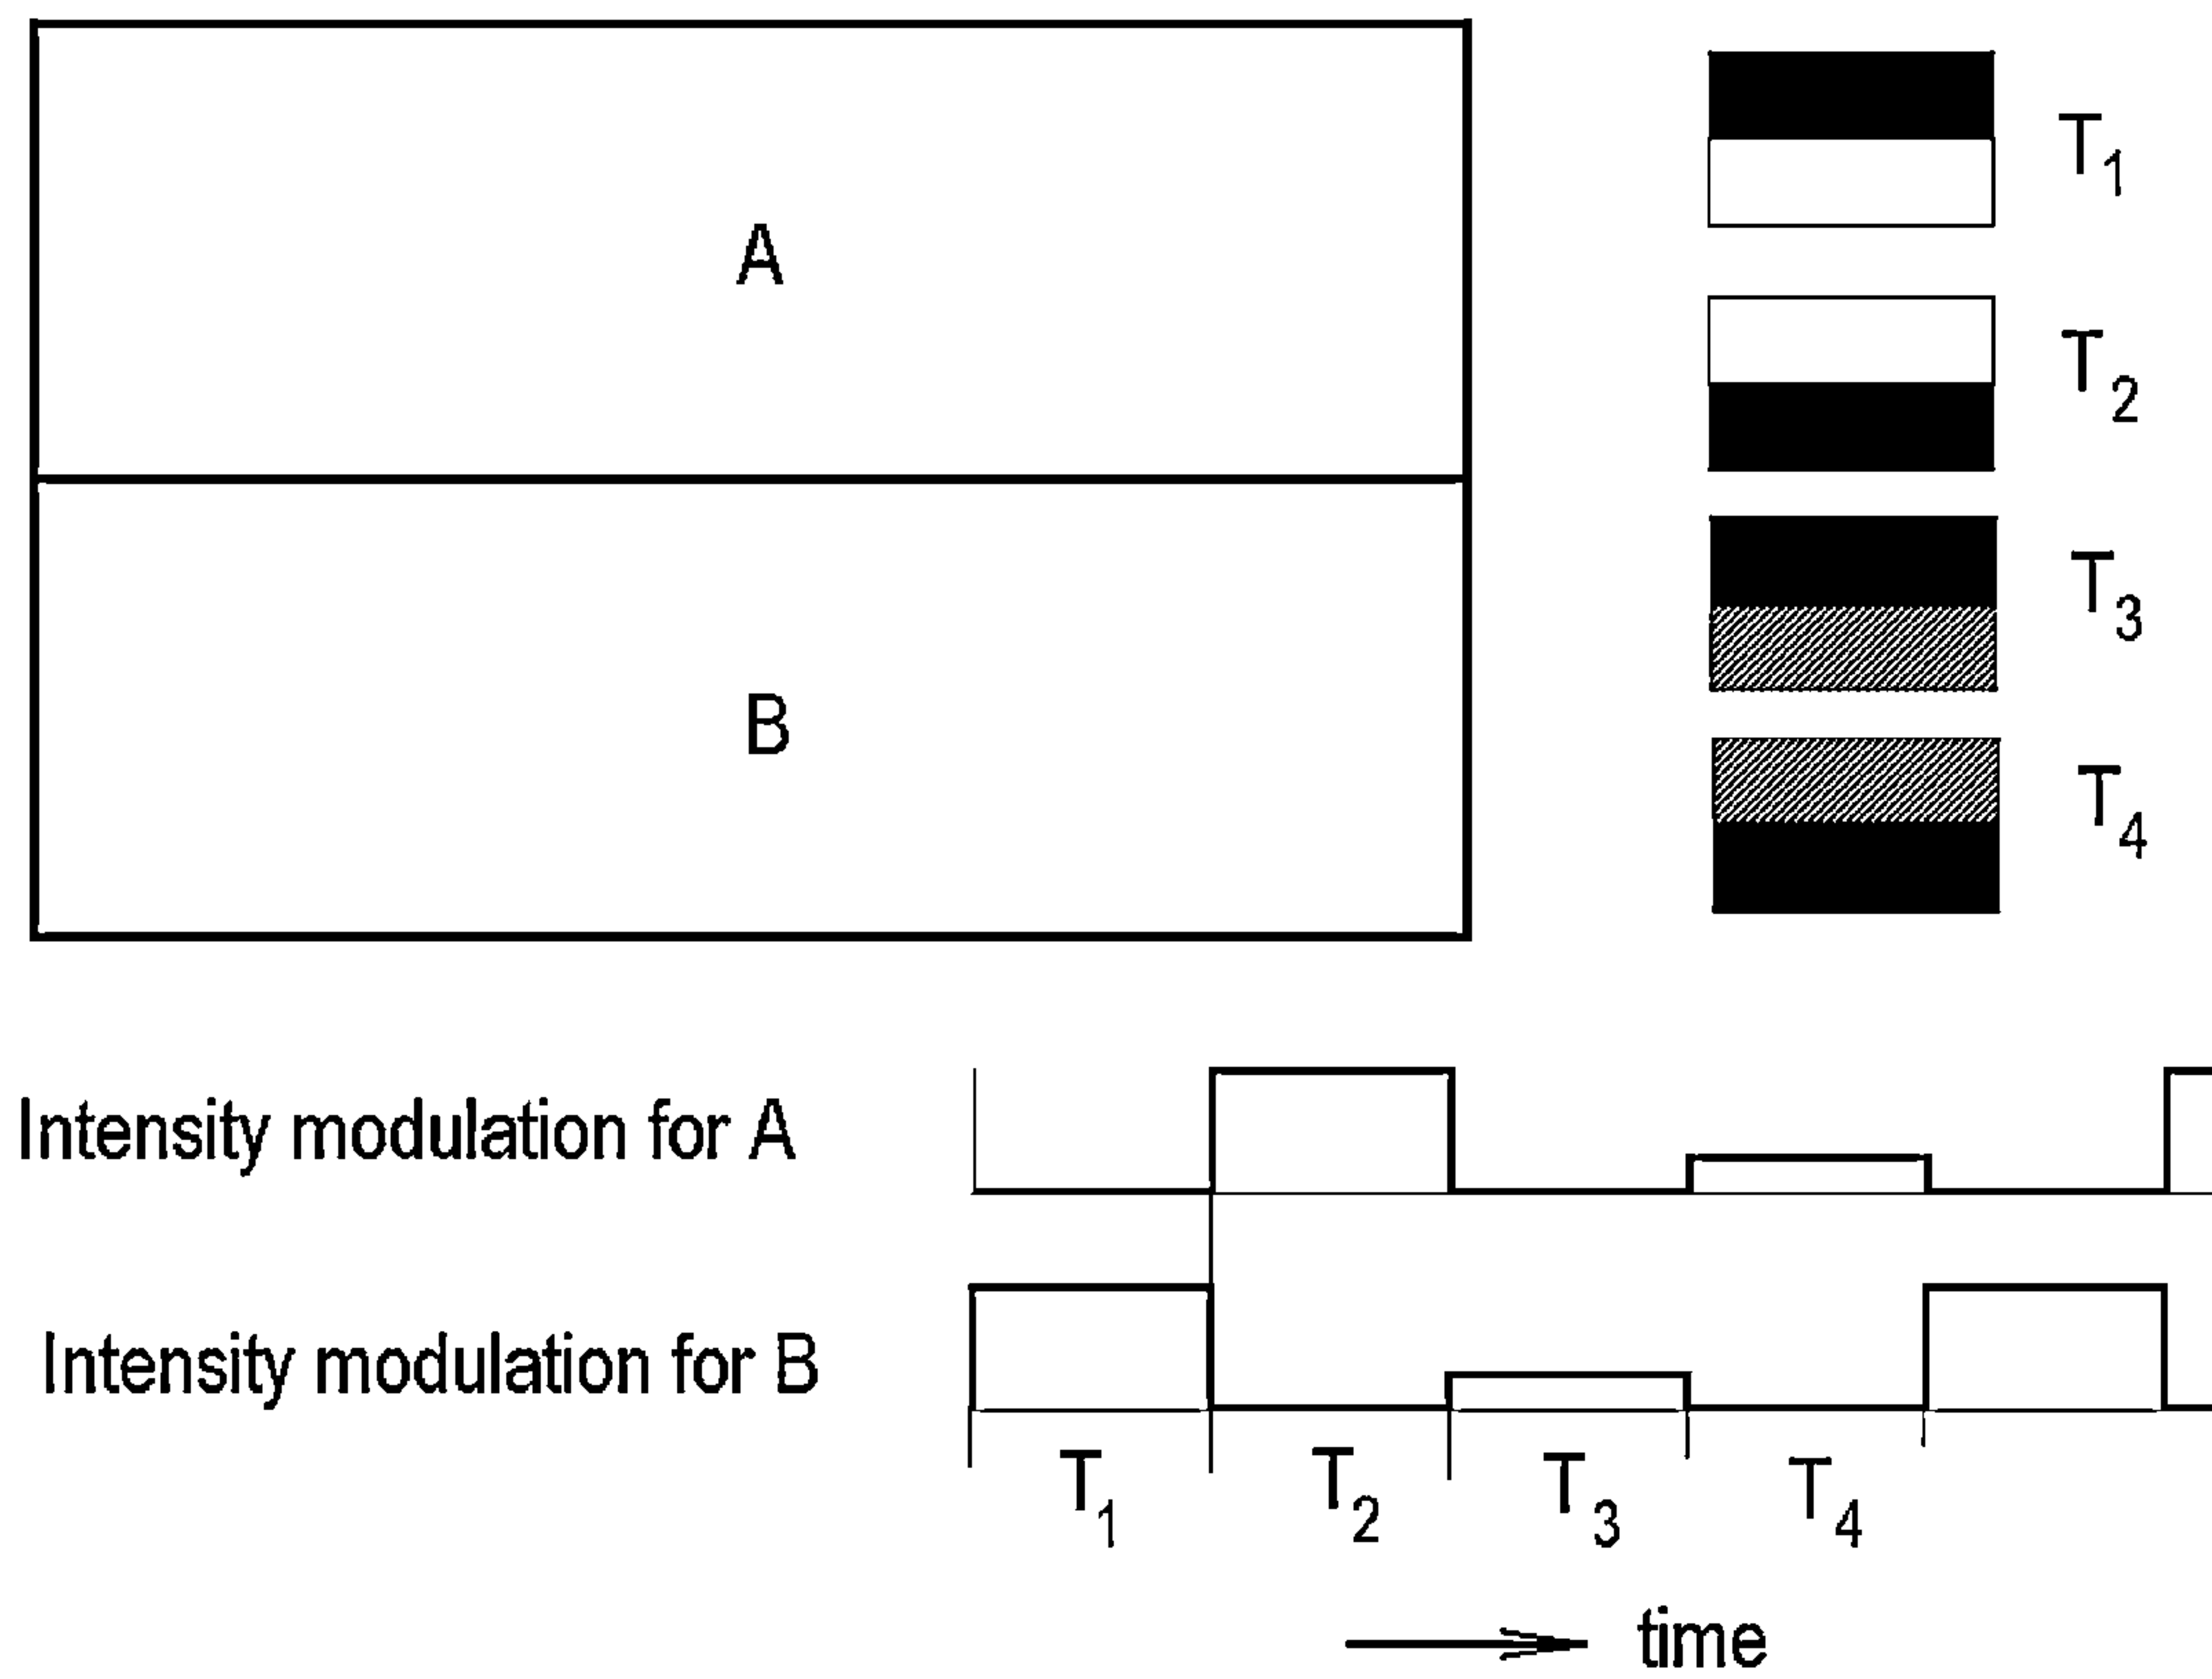 A
B
T1
T2
T3
T4
Intensity modulation for A
Intensity modulation for B
T1 T2 T3 T4
time